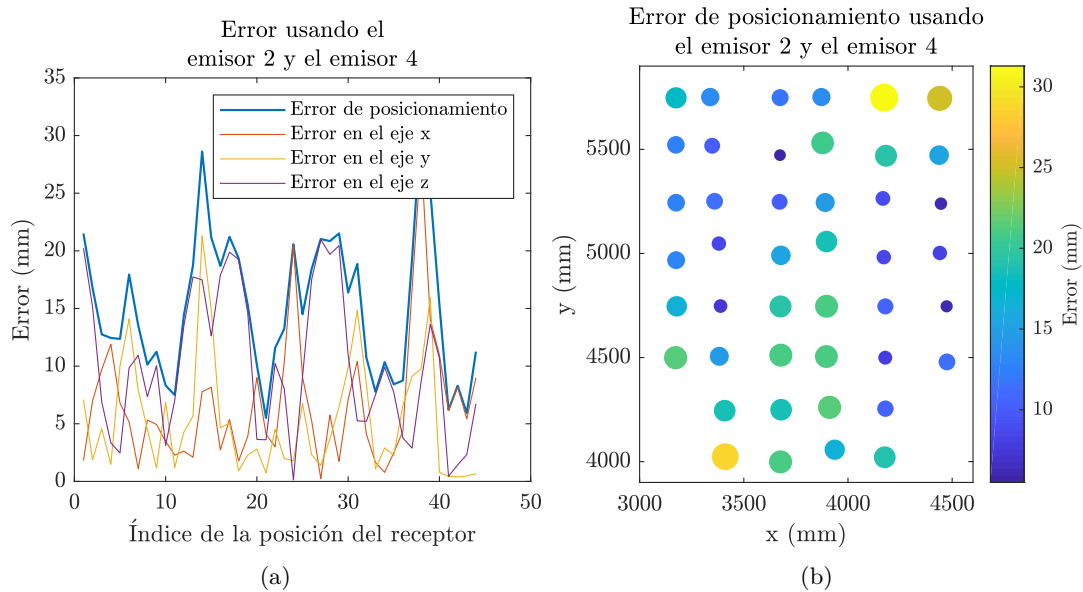 Error usando el
emisor 2 y el emisor 4
35
30
25
20
15
10
5
0
0
10
20
30
40
50
Error (mm)
Índice de la posición del receptor
Error de posicionamiento
Error en el eje x
Error en el eje y
Error en el eje z
(a)
Error de posicionamiento usando
el emisor 2 y el emisor 4
5500
5000
4500
4000
3000
3500
4000
4500
y (mm)
x (mm)
30
25
20
15
10
Error (mm)
(b)